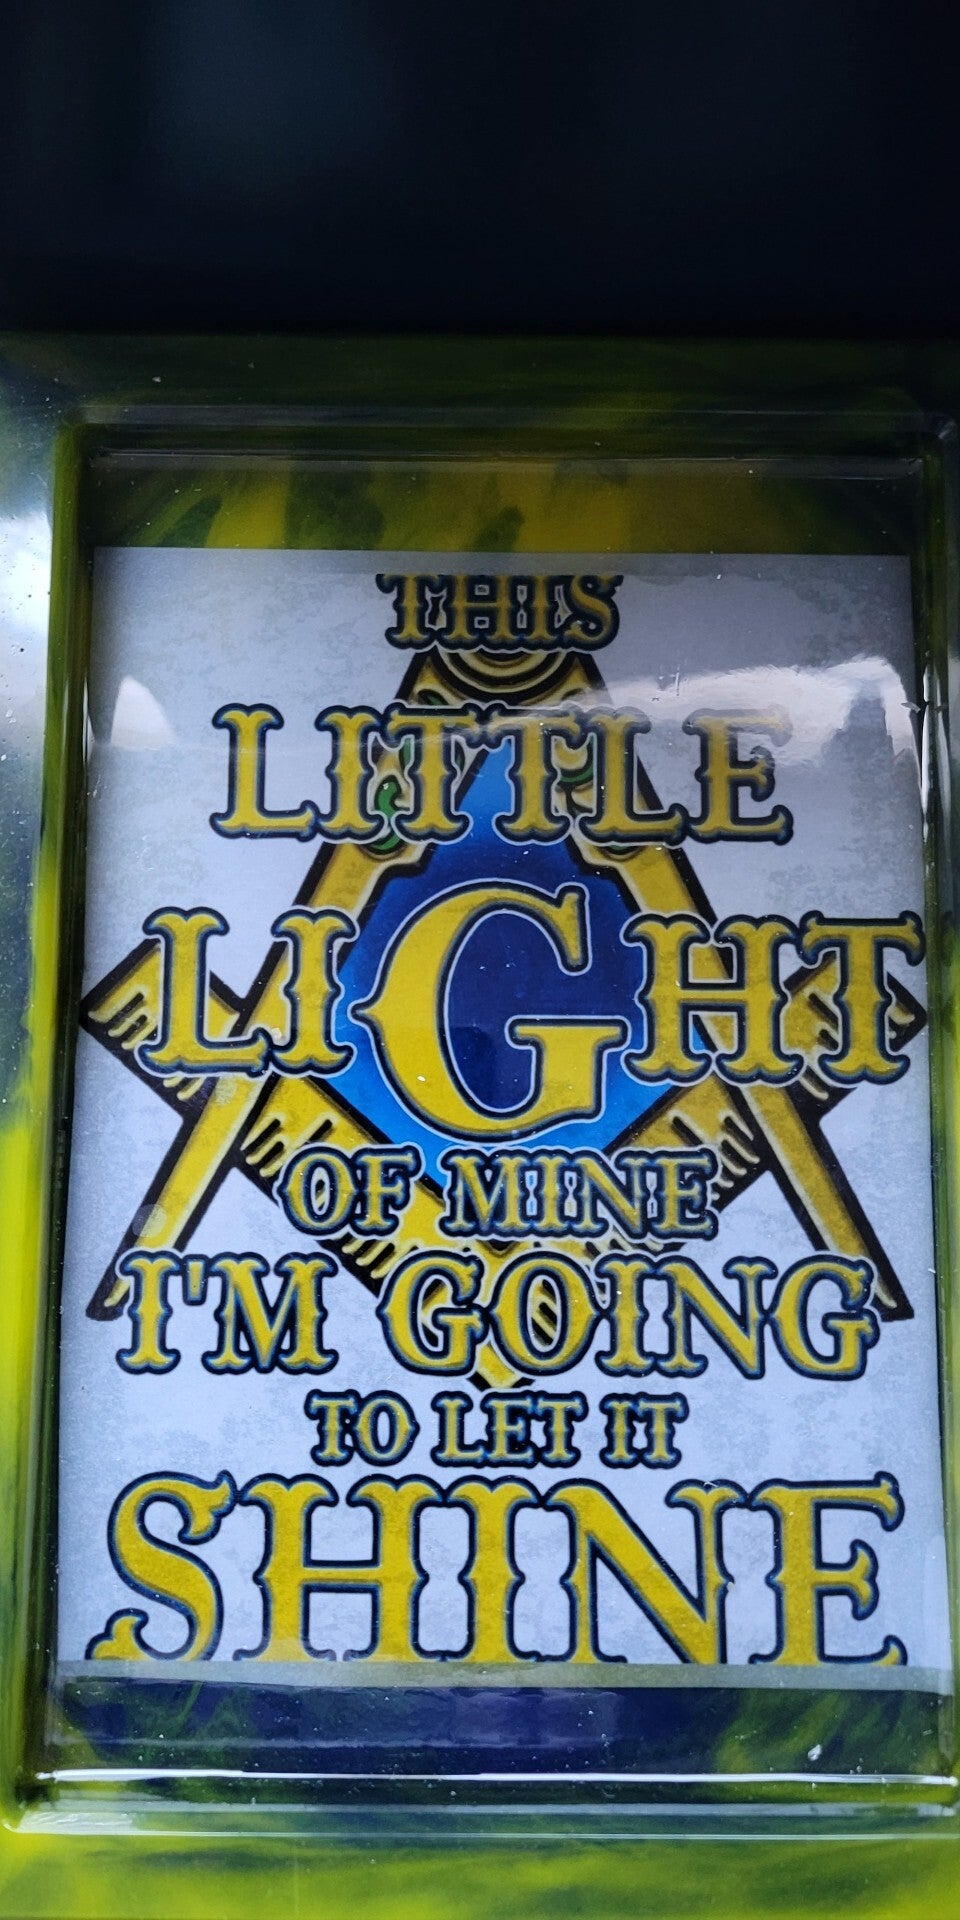 THIS
LITTLE
LIGHT
OF MINE
I'M GOING
TO LET IT
SHINE